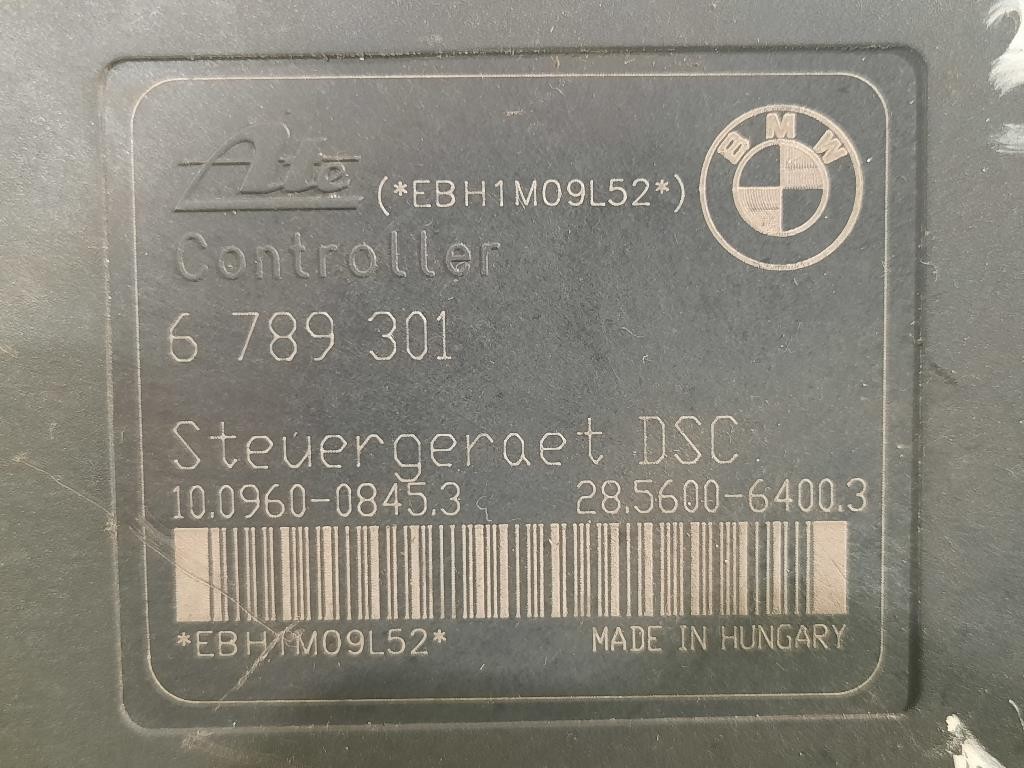 Ate (*EBH1M09L52*)
BMW
Controller
6 789 301
Steuergeraet DSC
10.0960-0845.3 28.5600-6400.3
*EBH1M09L52* MADE IN HUNGARY